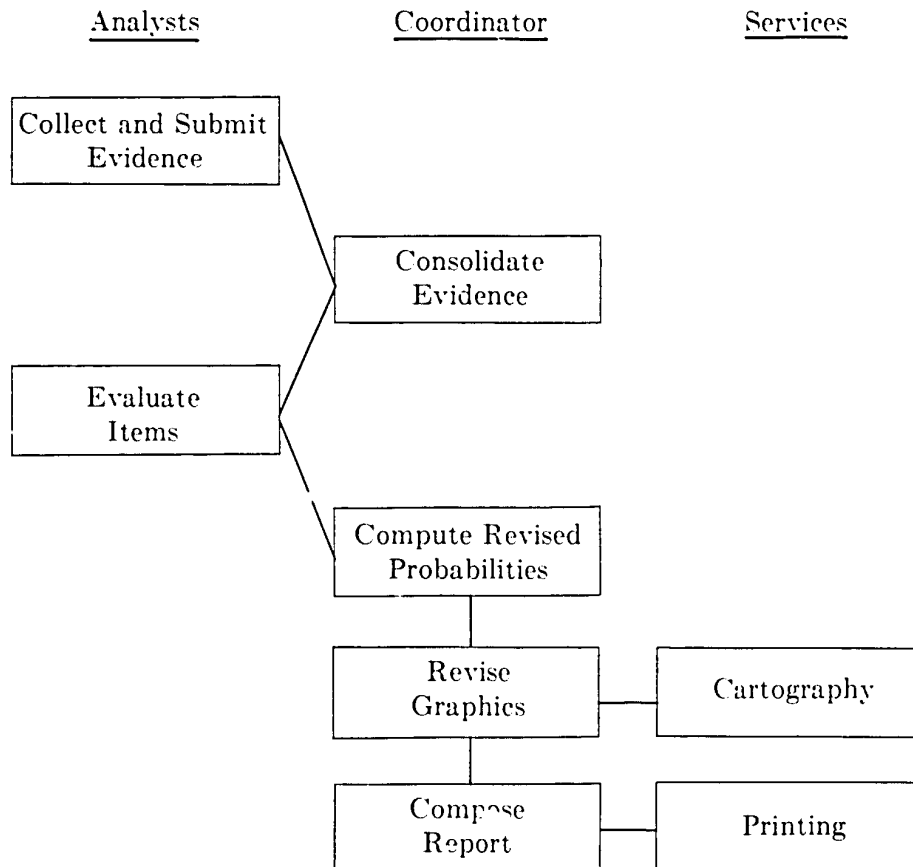 Analysts Coordinator Services
Collect and Submit
Evidence
Consolidate
Evidence
Evaluate
Items
Compute Revised
Probabilities
Revise
Graphics
Cartography
Compose
Report
Printing